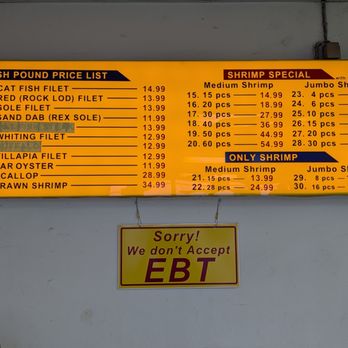 SH POUND PRICE LIST
CAT FISH FILET 14.99
RED (ROCK LOD) FILET 13.99
SOLE FILET 13.99
SAND DAB (REX SOLE) 11.99
13.99
WHITING FILET 12.99
12.99
TILLAPIA FILET 12.99
AR OYSTER 11.99
CALLOP 28.99
RAWN SHRIMP 34.99
SHRIMP SPECIAL with
Medium Shrimp Jumbo Sh
15. 15 pcs 14.99 23. 4 pcs
16. 20 pcs 18.99 24. 6 pcs
17. 30 pcs 27.99 25. 10 pcs
18. 40 pcs 36.99 26. 15 pcs
19. 50 pcs 44.99 27. 20 pcs
20. 60 pcs 54.99 28. 30 pcs
ONLY SHRIMP
Medium Shrimp Jumbo Sh
21. 15 pcs 13.99 29. 8 pcs
22. 28 pcs 24.99 30. 16 pcs
Sorry!
We don't Accept
EBT